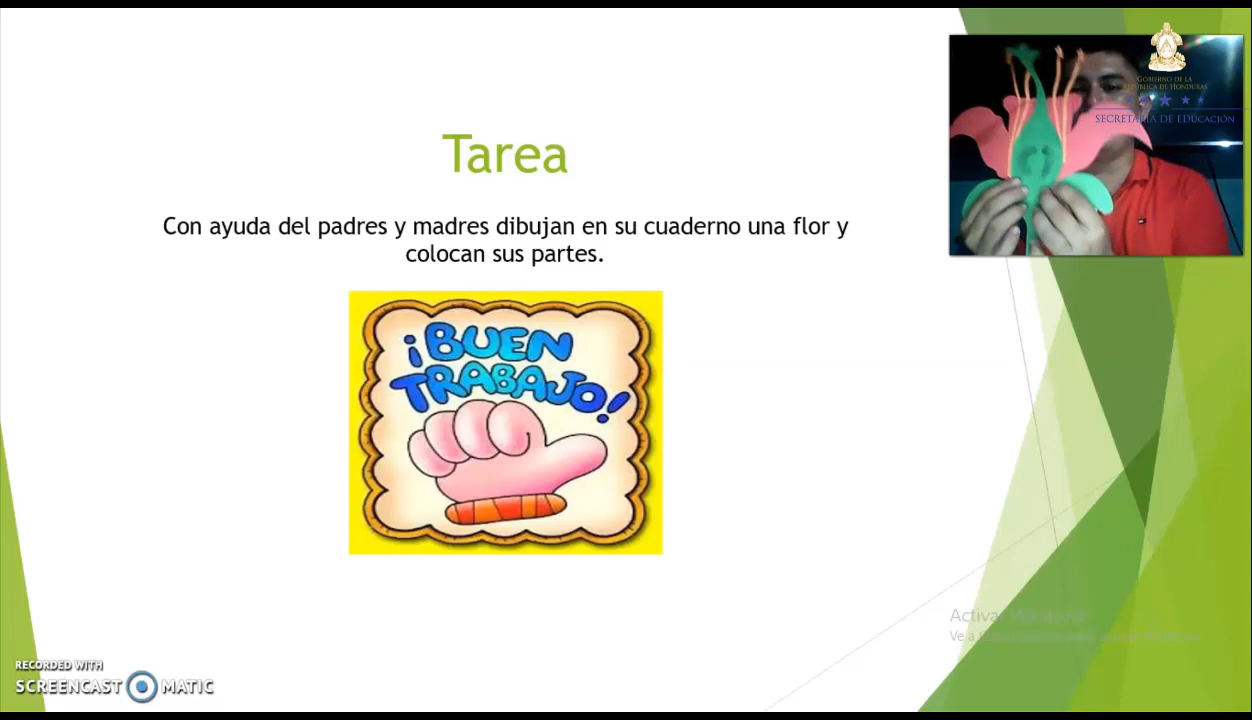 Tarea
Con ayuda del padres y madres dibujan en su cuaderno una flor y
colocan sus partes.
¡BUEN
TRABAJO!
GOBIERNO DE LA
REPÚBLICA DE HONDURAS
SECRETARÍA DE EDUCACIÓN
Ve a
RECORDED WITH
SCREENCAST MATIC